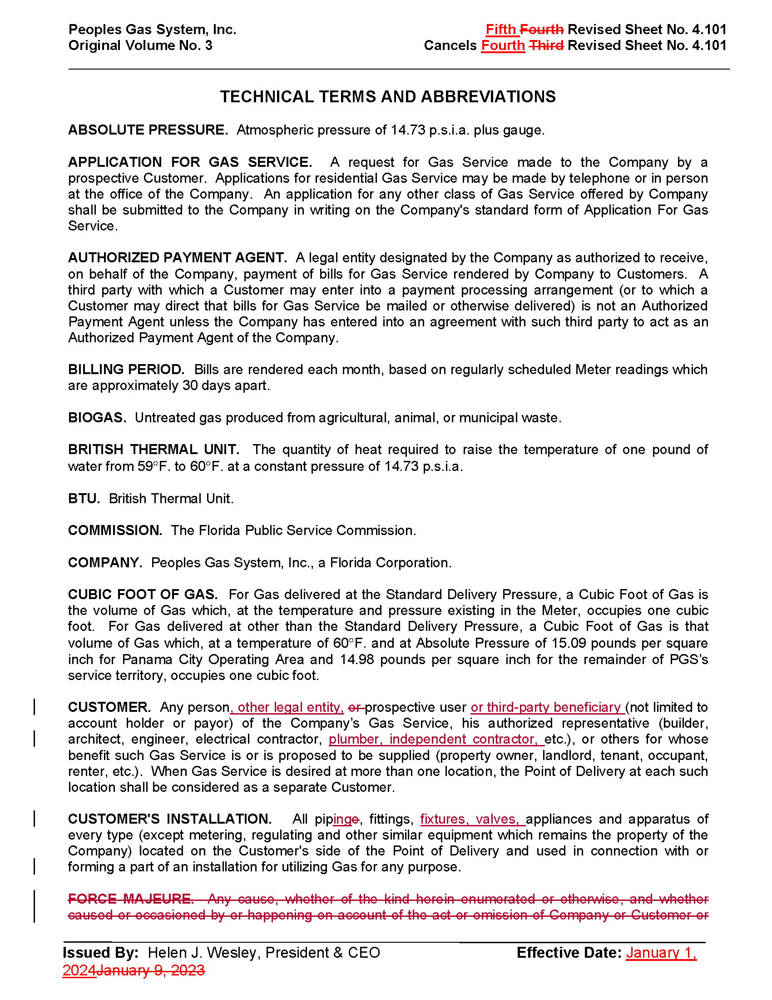 Peoples Gas System, Inc.
Original Volume No. 3
Fifth Fourth Revised Sheet No. 4.101
Cancels Fourth Third Revised Sheet No. 4.101
TECHNICAL TERMS AND ABBREVIATIONS
ABSOLUTE PRESSURE. Atmospheric pressure of 14.73 p.s.i.a. plus gauge.
APPLICATION FOR GAS SERVICE. A request for Gas Service made to the Company by a
prospective Customer. Applications for residential Gas Service may be made by telephone or in person
at the office of the Company. An application for any other class of Gas Service offered by Company
shall be submitted to the Company in writing on the Company's standard form of Application For Gas
Service.
AUTHORIZED PAYMENT AGENT. A legal entity designated by the Company as authorized to receive,
on behalf of the Company, payment of bills for Gas Service rendered by Company to Customers. A
third party with which a Customer may enter into a payment processing arrangement (or to which a
Customer may direct that bills for Gas Service be mailed or otherwise delivered) is not an Authorized
Payment Agent unless the Company has entered into an agreement with such third party to act as an
Authorized Payment Agent of the Company.
BILLING PERIOD. Bills are rendered each month, based on regularly scheduled Meter readings which
are approximately 30 days apart.
BIOGAS. Untreated gas produced from agricultural, animal, or municipal waste.
BRITISH THERMAL UNIT. The quantity of heat required to raise the temperature of one pound of
water from 59°F. to 60°F. at a constant pressure of 14.73 p.s.i.a.
BTU. British Thermal Unit.
COMMISSION. The Florida Public Service Commission.
COMPANY. Peoples Gas System, Inc., a Florida Corporation.
CUBIC FOOT OF GAS. For Gas delivered at the Standard Delivery Pressure, a Cubic Foot of Gas is
the volume of Gas which, at the temperature and pressure existing in the Meter, occupies one cubic
foot. For Gas delivered at other than the Standard Delivery Pressure, a Cubic Foot of Gas is that
volume of Gas which, at a temperature of 60°F. and at Absolute Pressure of 15.09 pounds per square
inch for Panama City Operating Area and 14.98 pounds per square inch for the remainder of PGS’s
service territory, occupies one cubic foot.
CUSTOMER. Any person, other legal entity, or prospective user or third-party beneficiary (not limited to
account holder or payor) of the Company’s Gas Service, his authorized representative (builder,
architect, engineer, electrical contractor, plumber, independent contractor, etc.), or others for whose
benefit such Gas Service is or is proposed to be supplied (property owner, landlord, tenant, occupant,
renter, etc.). When Gas Service is desired at more than one location, the Point of Delivery at each such
location shall be considered as a separate Customer.
CUSTOMER'S INSTALLATION. All pipinge, fittings, fixtures, valves, appliances and apparatus of
every type (except metering, regulating and other similar equipment which remains the property of the
Company) located on the Customer's side of the Point of Delivery and used in connection with or
forming a part of an installation for utilizing Gas for any purpose.
FORCE MAJEURE. Any cause, whether of the kind herein enumerated or otherwise, and whether
caused or occasioned by or happening on account of the act or omission of Company or Customer or
Issued By: Helen J. Wesley, President & CEO
Effective Date: January 1,
2024January 9, 2023